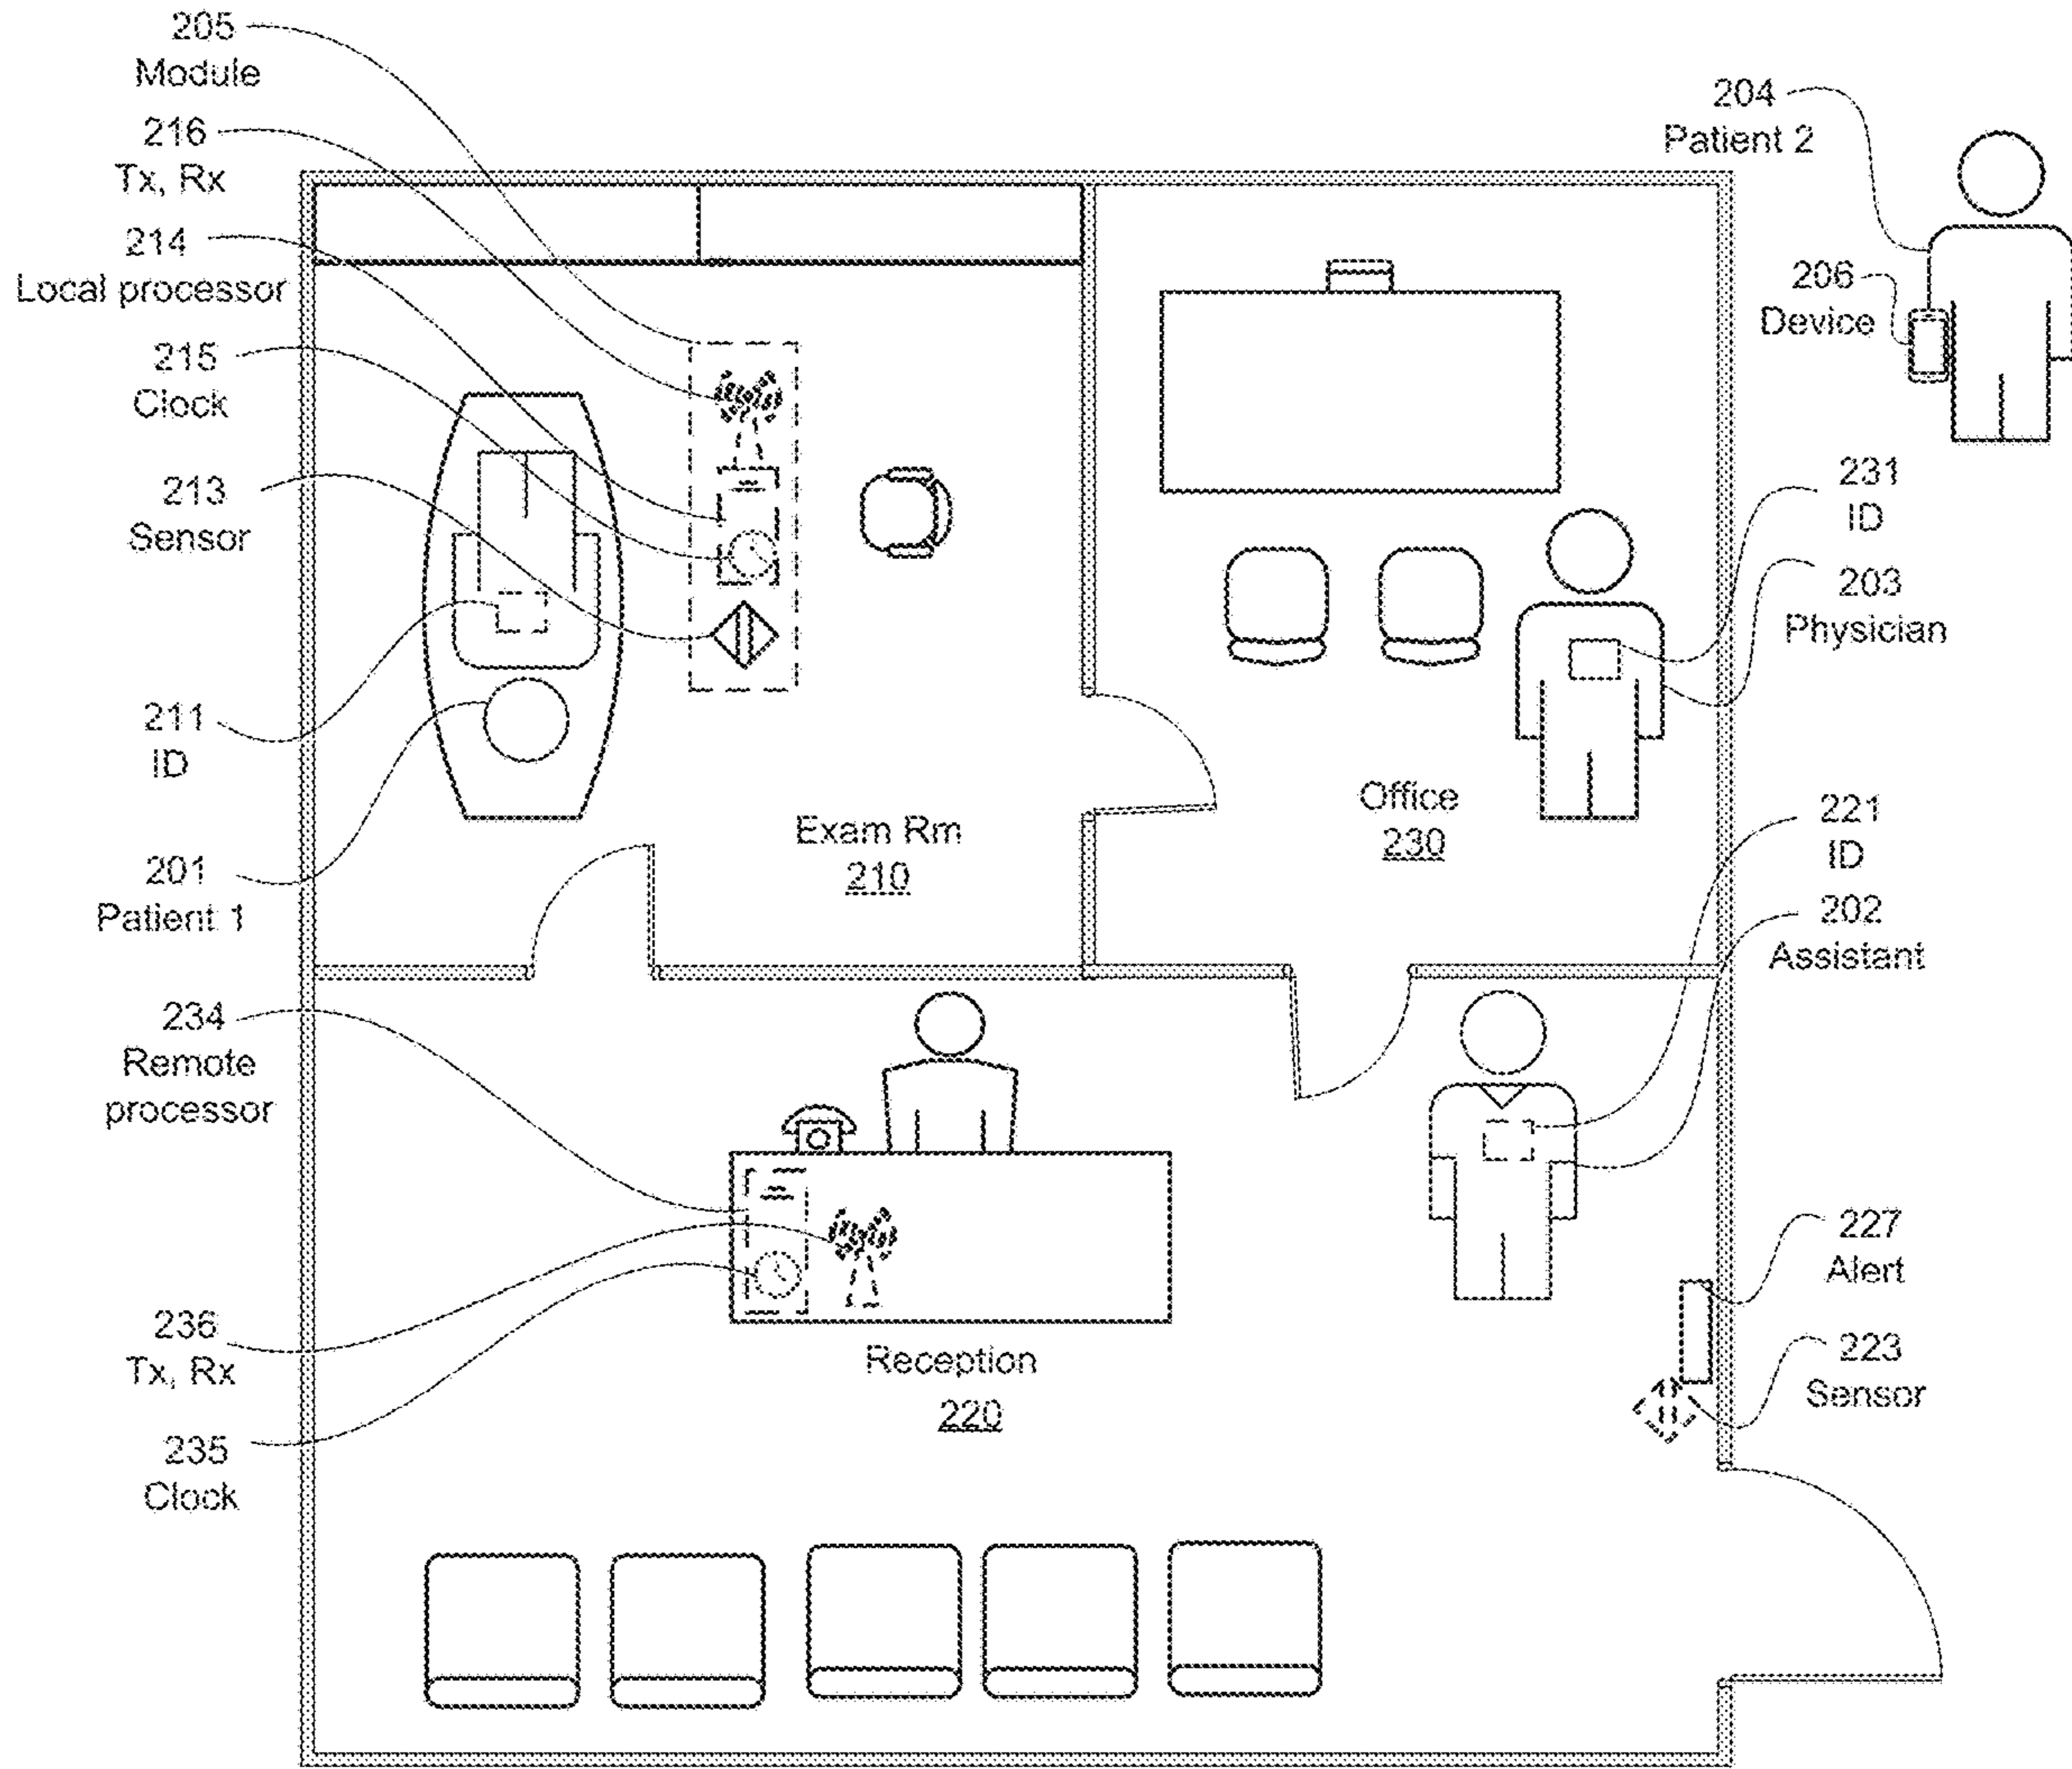 205
Module
216
Tx, Rx
214
Local processor
215
Clock
213
Sensor
211
ID
201
Patient 1
234
Remote
processor
236
Tx, Rx
235
Clock
Exam Rm
210
Office
230
Reception
220
204
Patient 2
206
Device
231
ID
203
Physician
221
ID
202
Assistant
227
Alert
223
Sensor